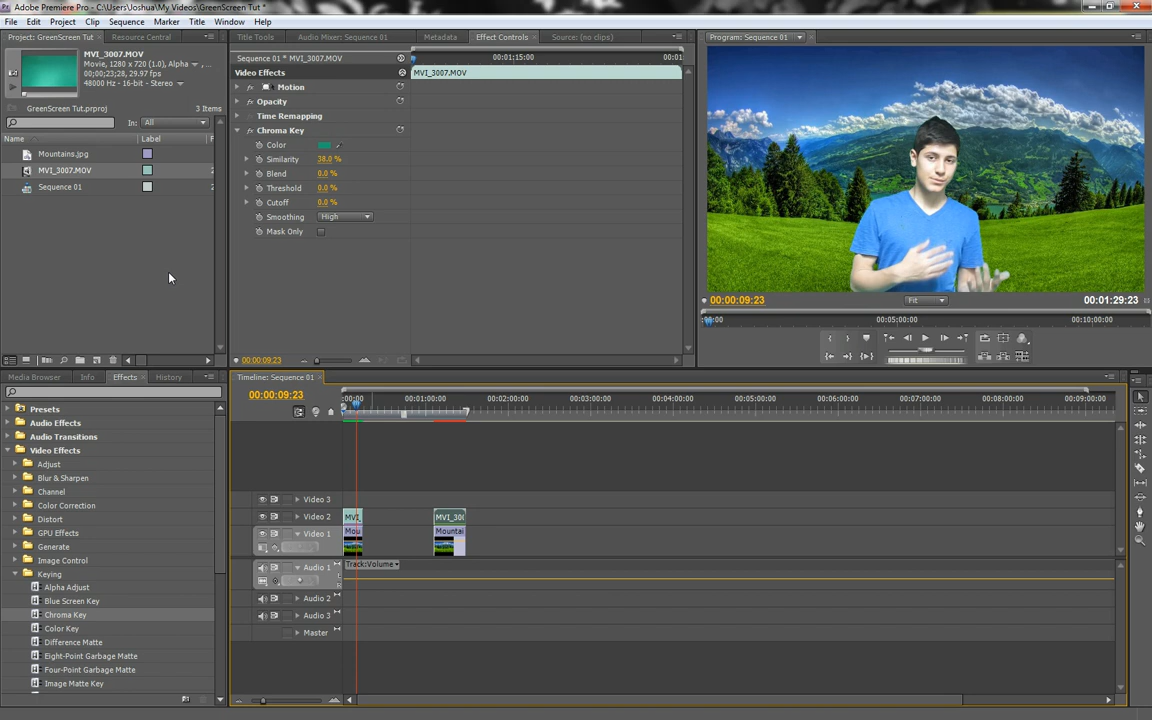 Adobe Premiere Pro - C:\Users\Joshua\My Videos\GreenScreen Tut *
File Edit Project Clip Sequence Marker Title Window Help
Project: GreenScreen Tut Resource Central
MVI_3007.MOV
Movie, 1280 x 720 (1.0), Alpha
00;00;23;28, 29.97 fps
48000 Hz - 16-bit - Stereo
GreenScreen Tut.prproj 3 Items
In: All
Name Label
Mountains.jpg
MVI_3007.MOV
Sequence 01
Title Tools Audio Mixer: Sequence 01 Metadata Effect Controls Source: (no clips)
Sequence 01 * MVI_3007.MOV 00:01:15:00 00:01
Video Effects MVI_3007.MOV
Motion
Opacity
Time Remapping
Chroma Key
Color
Similarity 38.0 %
Blend 0.0 %
Threshold 0.0 %
Cutoff 0.0 %
Smoothing High
Mask Only
00:00:09:23
Program: Sequence 01
00:00:09:23 Fit 00:01:29:23
:00:00 00:05:00:00 00:10:00:00
Media Browser Info Effects History
Presets
Audio Effects
Audio Transitions
Video Effects
Adjust
Blur & Sharpen
Channel
Color Correction
Distort
GPU Effects
Generate
Image Control
Keying
Alpha Adjust
Blue Screen Key
Chroma Key
Color Key
Difference Matte
Eight-Point Garbage Matte
Four-Point Garbage Matte
Image Matte Key
Timeline: Sequence 01
00:00:09:23 :00:00 00:01:00:00 00:02:00:00 00:03:00:00 00:04:00:00 00:05:00:00 00:06:00:00 00:07:00:00 00:08:00:00 00:09:00:00
Video 3
Video 2 MVI_ MVI_30(
Video 1 Mou Mountai
Audio 1 Track:Volume
Audio 2
Audio 3
Master